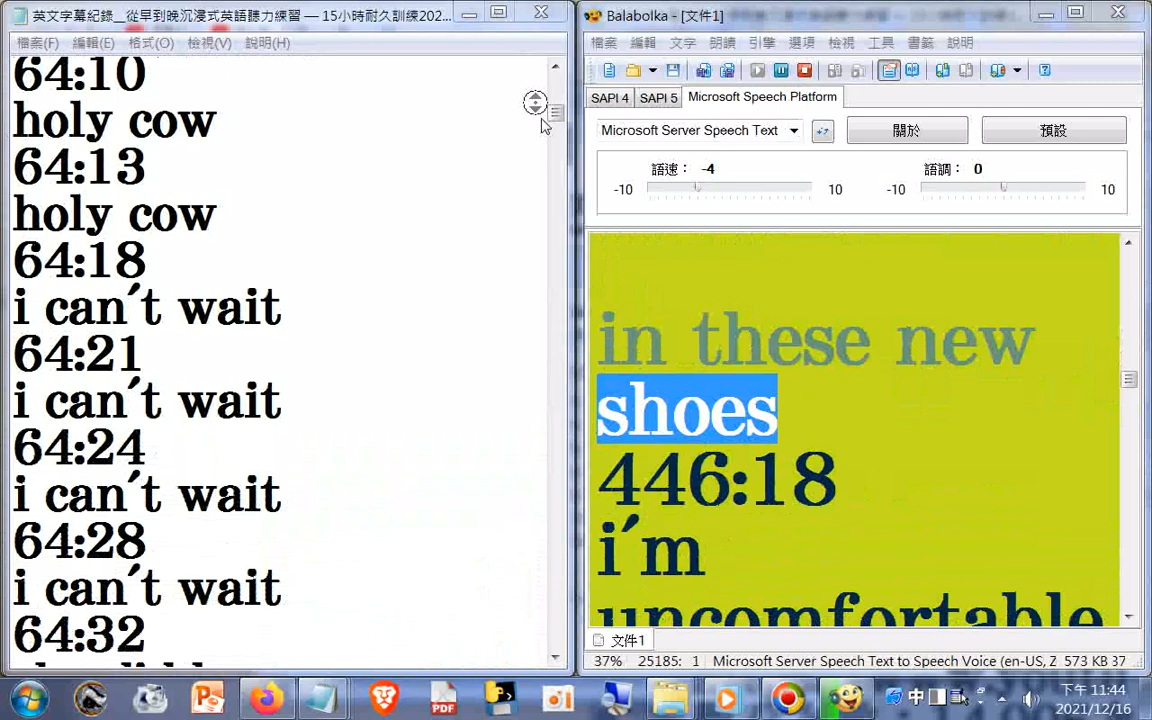 英文字幕紀錄__從早到晚沉浸式英語聽力練習 — 15小時耐久訓練202...
檔案(F) 編輯(E) 格式(O) 檢視(V) 說明(H)
64:10
holy cow
64:13
holy cow
64:18
i can't wait
64:21
i can't wait
64:24
i can't wait
64:28
i can't wait
64:32
Balabolka - [文件1]
檔案 編輯 文字 朗讀 引擎 選項 檢視 工具 書籤 說明
SAPI 4 SAPI 5 Microsoft Speech Platform
Microsoft Server Speech Text 關於 預設
語速： -4 語調： 0
-10 10 -10 10
in these new
shoes
446:18
i'm
uncomfortable
文件1
37% 25185: 1 Microsoft Server Speech Text to Speech Voice (en-US, Z 573 KB 37
PDF
中
下午 11:44
2021/12/16